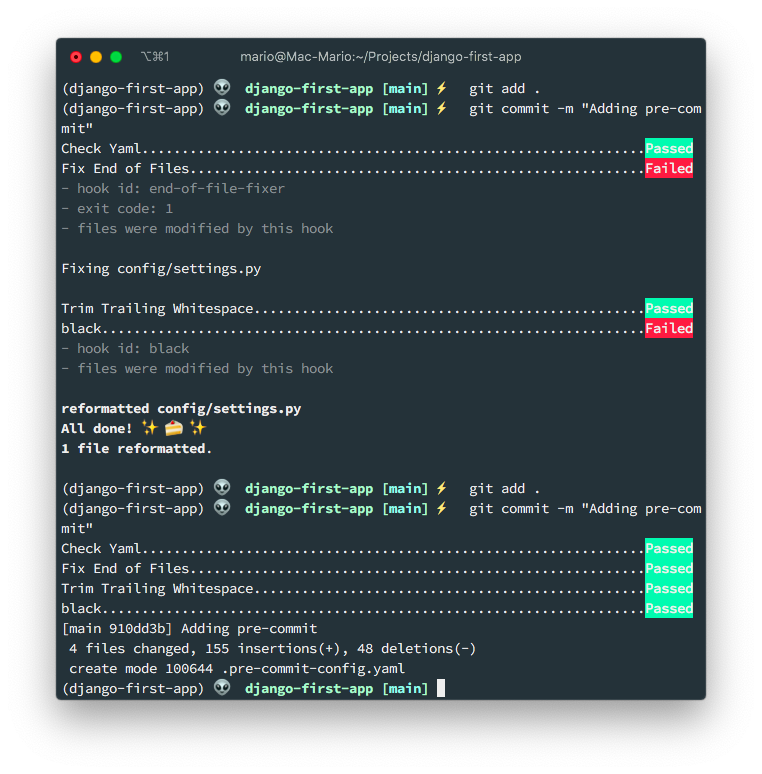 ⌥⌘1 mario@Mac-Mario:~/Projects/django-first-app
(django-first-app) 👽 django-first-app [main] ⚡ git add .
(django-first-app) 👽 django-first-app [main] ⚡ git commit -m "Adding pre-com
mit"
Check Yaml...............................................................Passed
Fix End of Files.........................................................Failed
- hook id: end-of-file-fixer
- exit code: 1
- files were modified by this hook
Fixing config/settings.py
Trim Trailing Whitespace.................................................Passed
black....................................................................Failed
- hook id: black
- files were modified by this hook
reformatted config/settings.py
All done! ✨ 🍰 ✨
1 file reformatted.
(django-first-app) 👽 django-first-app [main] ⚡ git add .
(django-first-app) 👽 django-first-app [main] ⚡ git commit -m "Adding pre-com
mit"
Check Yaml...............................................................Passed
Fix End of Files.........................................................Passed
Trim Trailing Whitespace.................................................Passed
black....................................................................Passed
[main 910dd3b] Adding pre-commit
 4 files changed, 155 insertions(+), 48 deletions(-)
 create mode 100644 .pre-commit-config.yaml
(django-first-app) 👽 django-first-app [main]